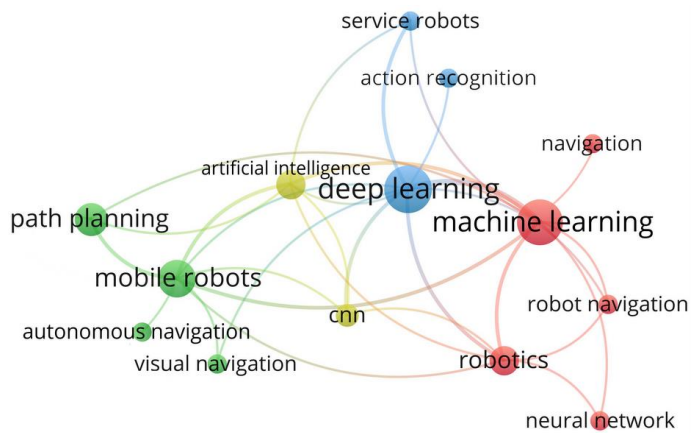 service robots
action recognition
navigation
artificial intelligence
deep learning
path planning
machine learning
mobile robots
robot navigation
cnn
autonomous navigation
visual navigation
robotics
neural network